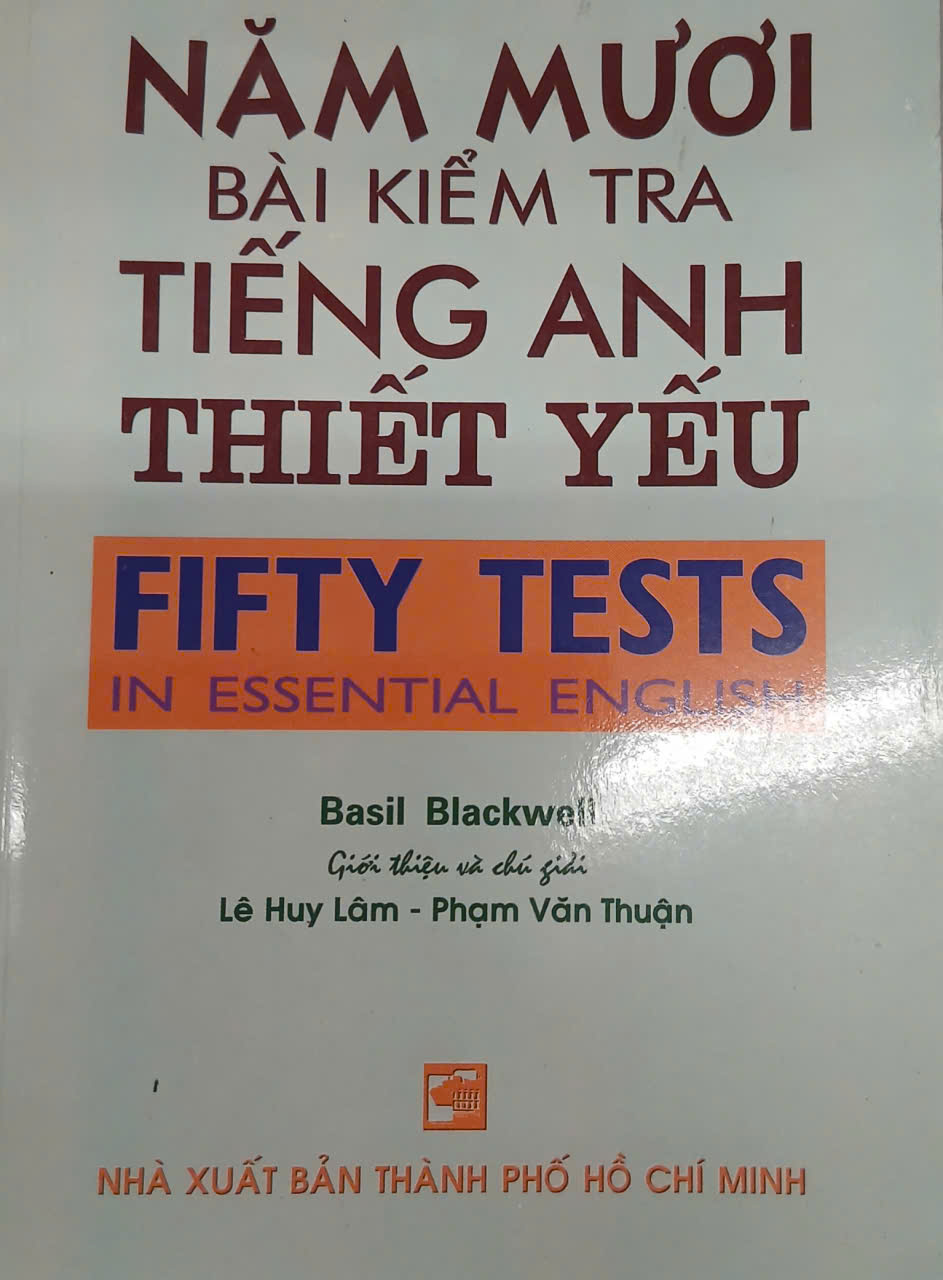 NĂM MƯƠI
BÀI KIỂM TRA
TIẾNG ANH
THIẾT YẾU
FIFTY TESTS
IN ESSENTIAL ENGLISH
Basil Blackwell
Giới thiệu và chú giải
Lê Huy Lâm - Phạm Văn Thuận
NHÀ XUẤT BẢN THÀNH PHỐ HỒ CHÍ MINH